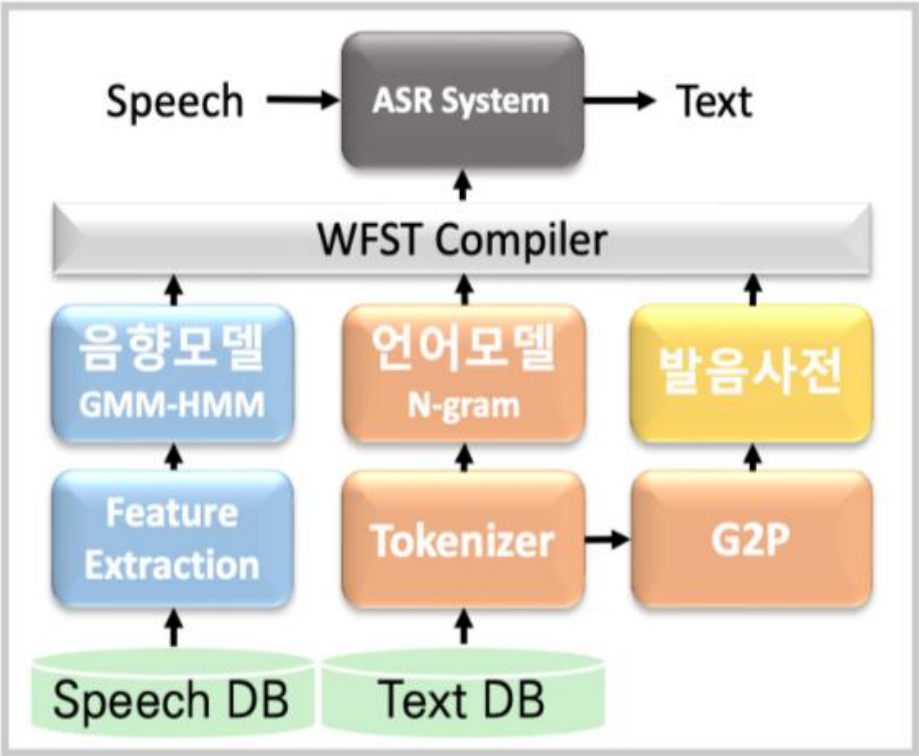 Speech
ASR System
Text
WFST Compiler
음향모델
GMM-HMM
언어모델
N-gram
발음사전
Feature
Extraction
Tokenizer
G2P
Speech DB
Text DB